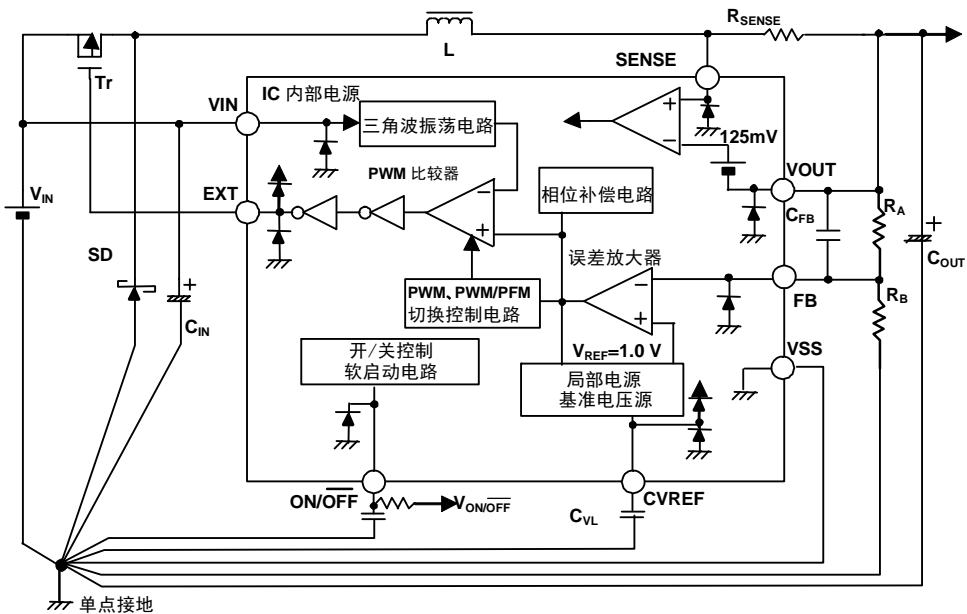 RSENSE
L
SENSE
Tr
VIN
IC 内部电源
三角波振荡电路
125mV
VOUT
PWM 比较器
相位补偿电路
VIN
EXT
CFB
RA
COUT
误差放大器
SD
FB
RB
PWM、PWM/PFM
切换控制电路
CIN
VREF=1.0 V
VSS
开/关控制
软启动电路
局部电源
基准电压源
ON/OFF
VON/OFF
CVL
CVREF
单点接地